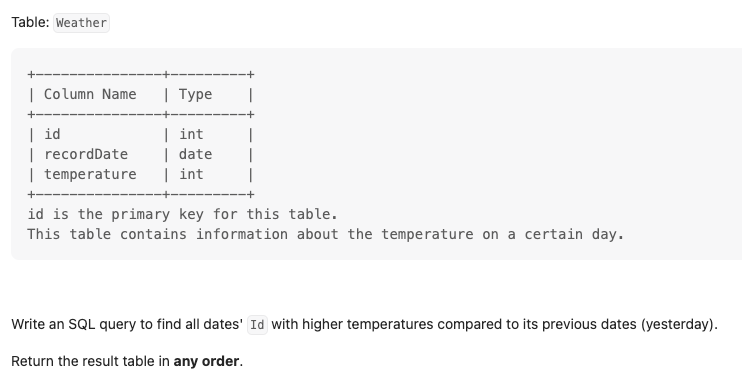 Table: Weather
+---------------+---------+
| Column Name   | Type    |
+---------------+---------+
| id            | int     |
| recordDate    | date    |
| temperature   | int     |
+---------------+---------+
id is the primary key for this table.
This table contains information about the temperature on a certain day.
Write an SQL query to find all dates' Id with higher temperatures compared to its previous dates (yesterday).
Return the result table in any order.